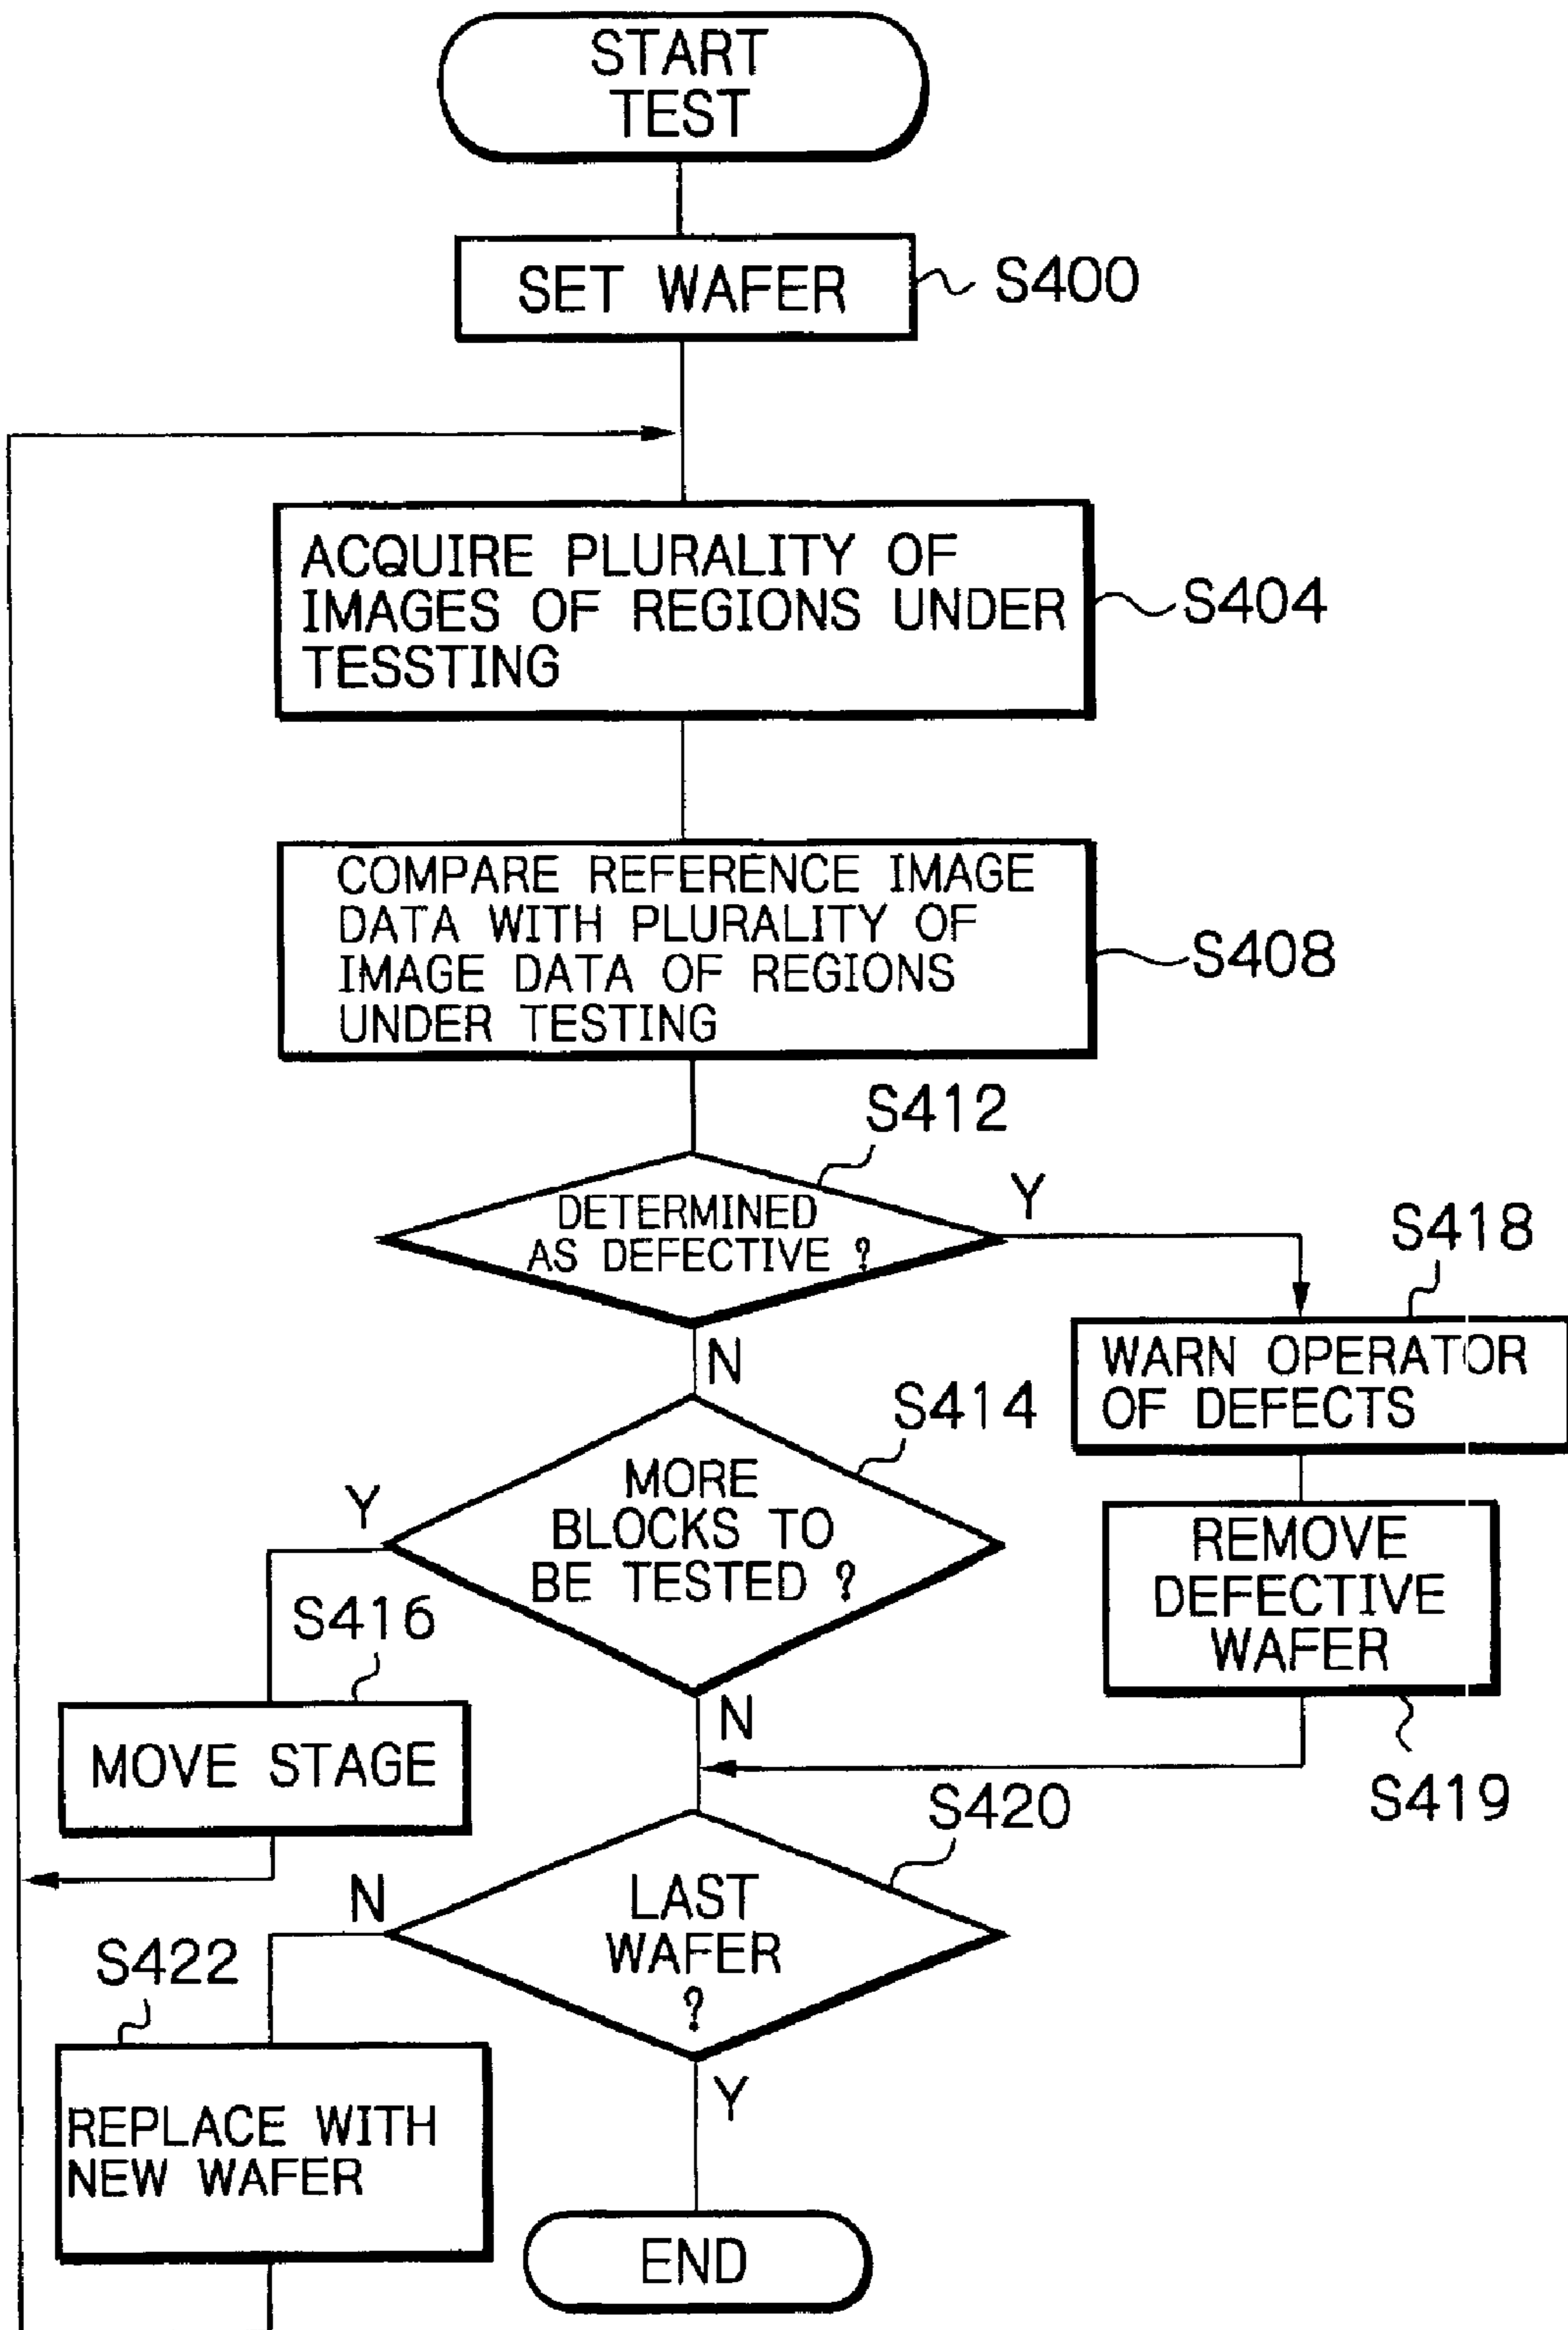 START
TEST
SET WAFER
S400
ACQUIRE PLURALITY OF
IMAGES OF REGIONS UNDER
TESSTING
S404
COMPARE REFERENCE IMAGE
DATA WITH PLURALITY OF
IMAGE DATA OF REGIONS
UNDER TESTING
S408
S412
DETERMINED
AS DEFECTIVE ?
Y
N
S418
WARN OPERATOR
OF DEFECTS
S414
MORE
BLOCKS TO
BE TESTED ?
Y
N
REMOVE
DEFECTIVE
WAFER
S419
S416
MOVE STAGE
S420
LAST
WAFER
?
N
Y
S422
REPLACE WITH
NEW WAFER
END